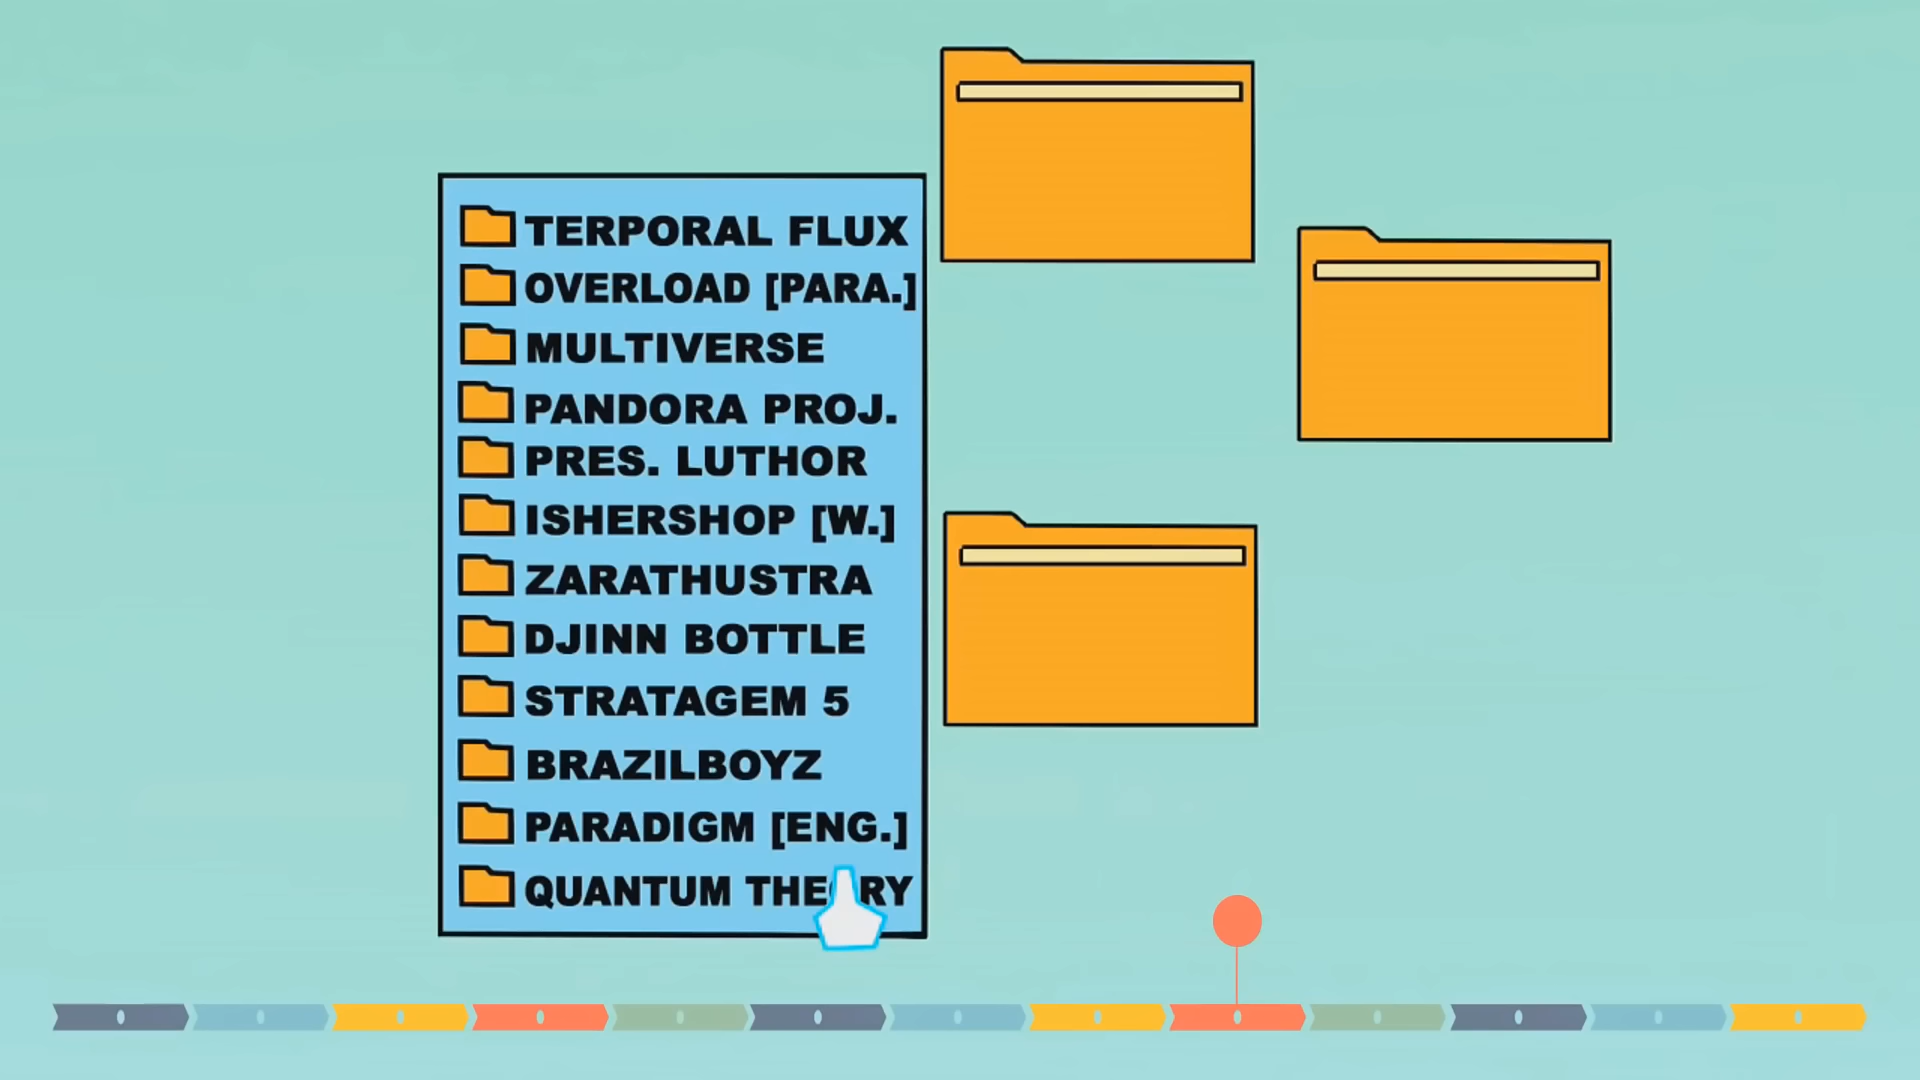 TERPORAL FLUX
OVERLOAD [PARA.]
MULTIVERSE
PANDORA PROJ.
PRES. LUTHOR
ISHERSHOP [W.]
ZARATHUSTRA
DJINN BOTTLE
STRATAGEM 5
BRAZILBOYZ
PARADIGM [ENG.]
QUANTUM THEORY